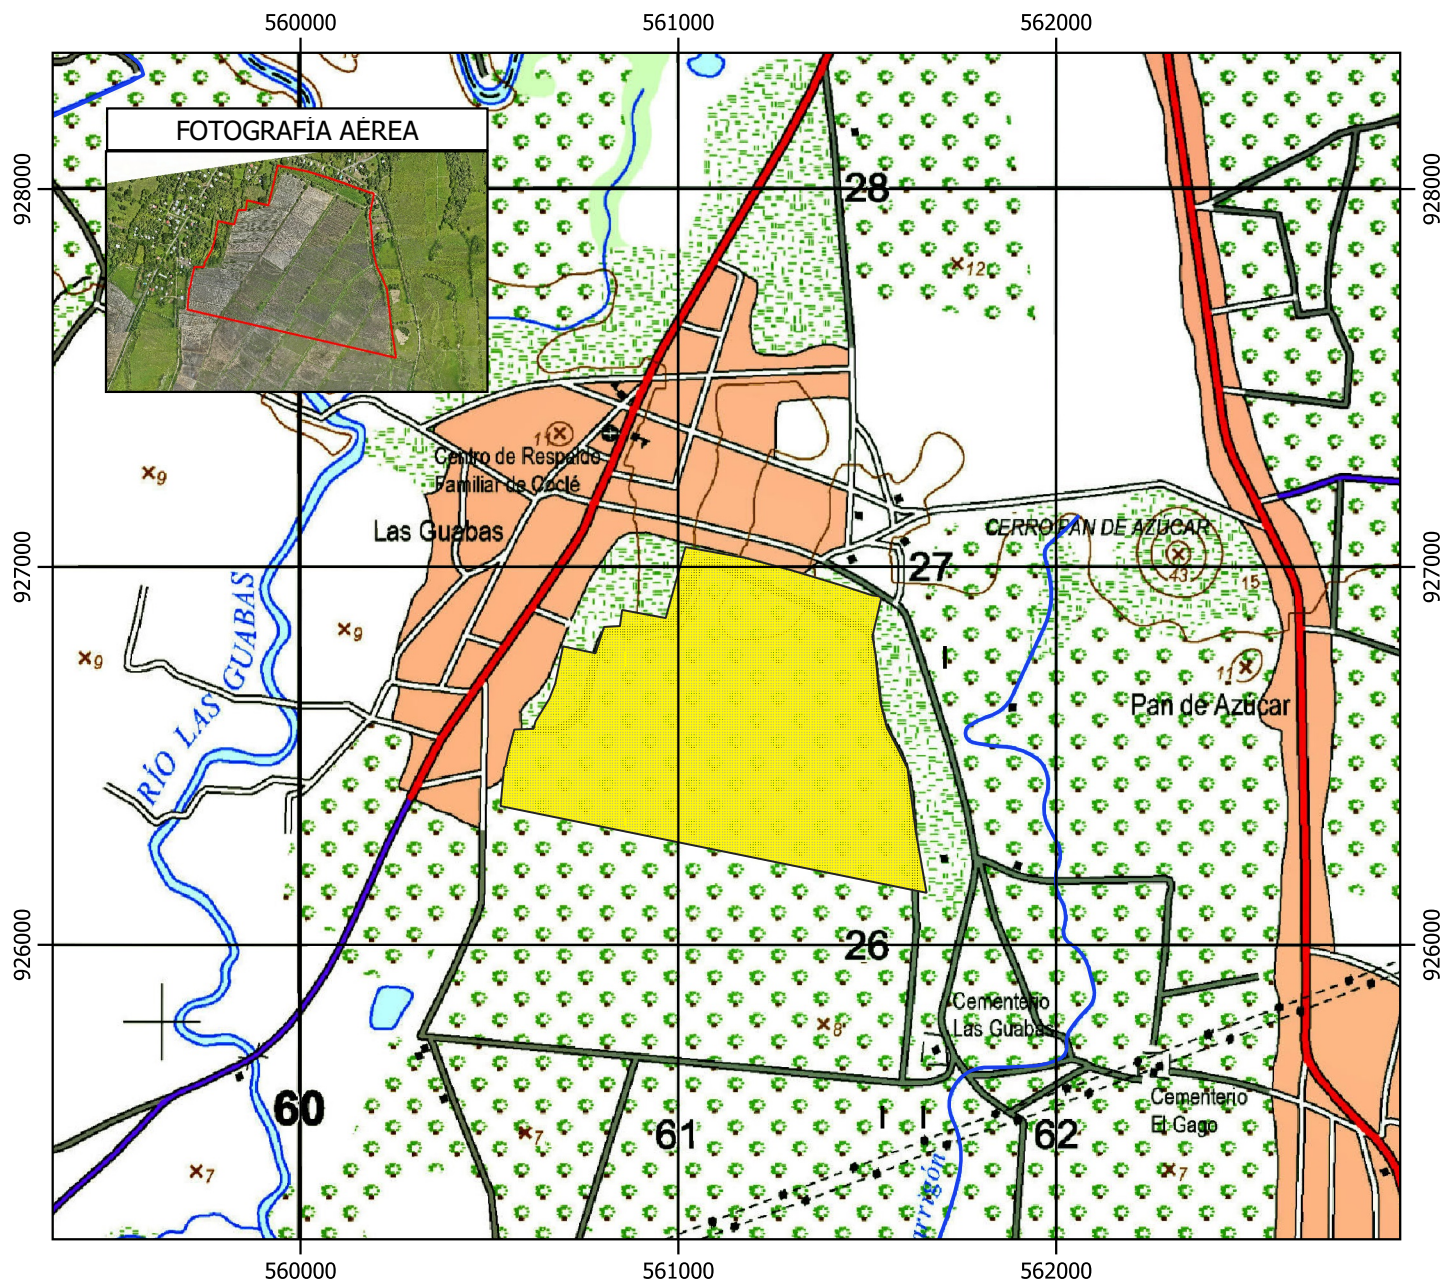 560000
561000
562000
FOTOGRAFÍA AÉREA
928000
28
928000
12
11
Centro de Respaldo
Familiar de Coclé
9
Las Guabas
CERRO PAN DE AZUCAR
927000
27
43
15
927000
9
9
RÍO LAS GUABAS
11
Pan de Azúcar
926000
26
926000
Cementerio
Las Guabas
8
60
61
62
Cementerio
El Gago
7
7
7
560000
561000
562000